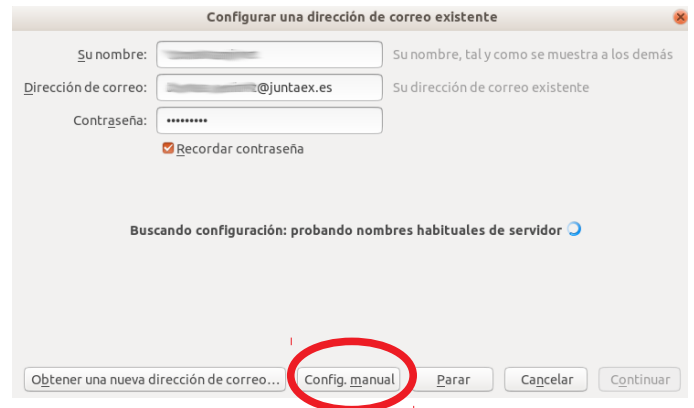 Configurar una dirección de correo existente
Su nombre: Su nombre, tal y como se muestra a los demás
Dirección de correo: @juntaex.es Su dirección de correo existente
Contraseña: •••••••••
Recordar contraseña
Buscando configuración: probando nombres habituales de servidor
Obtener una nueva dirección de correo... Config. manual Parar Cancelar Continuar